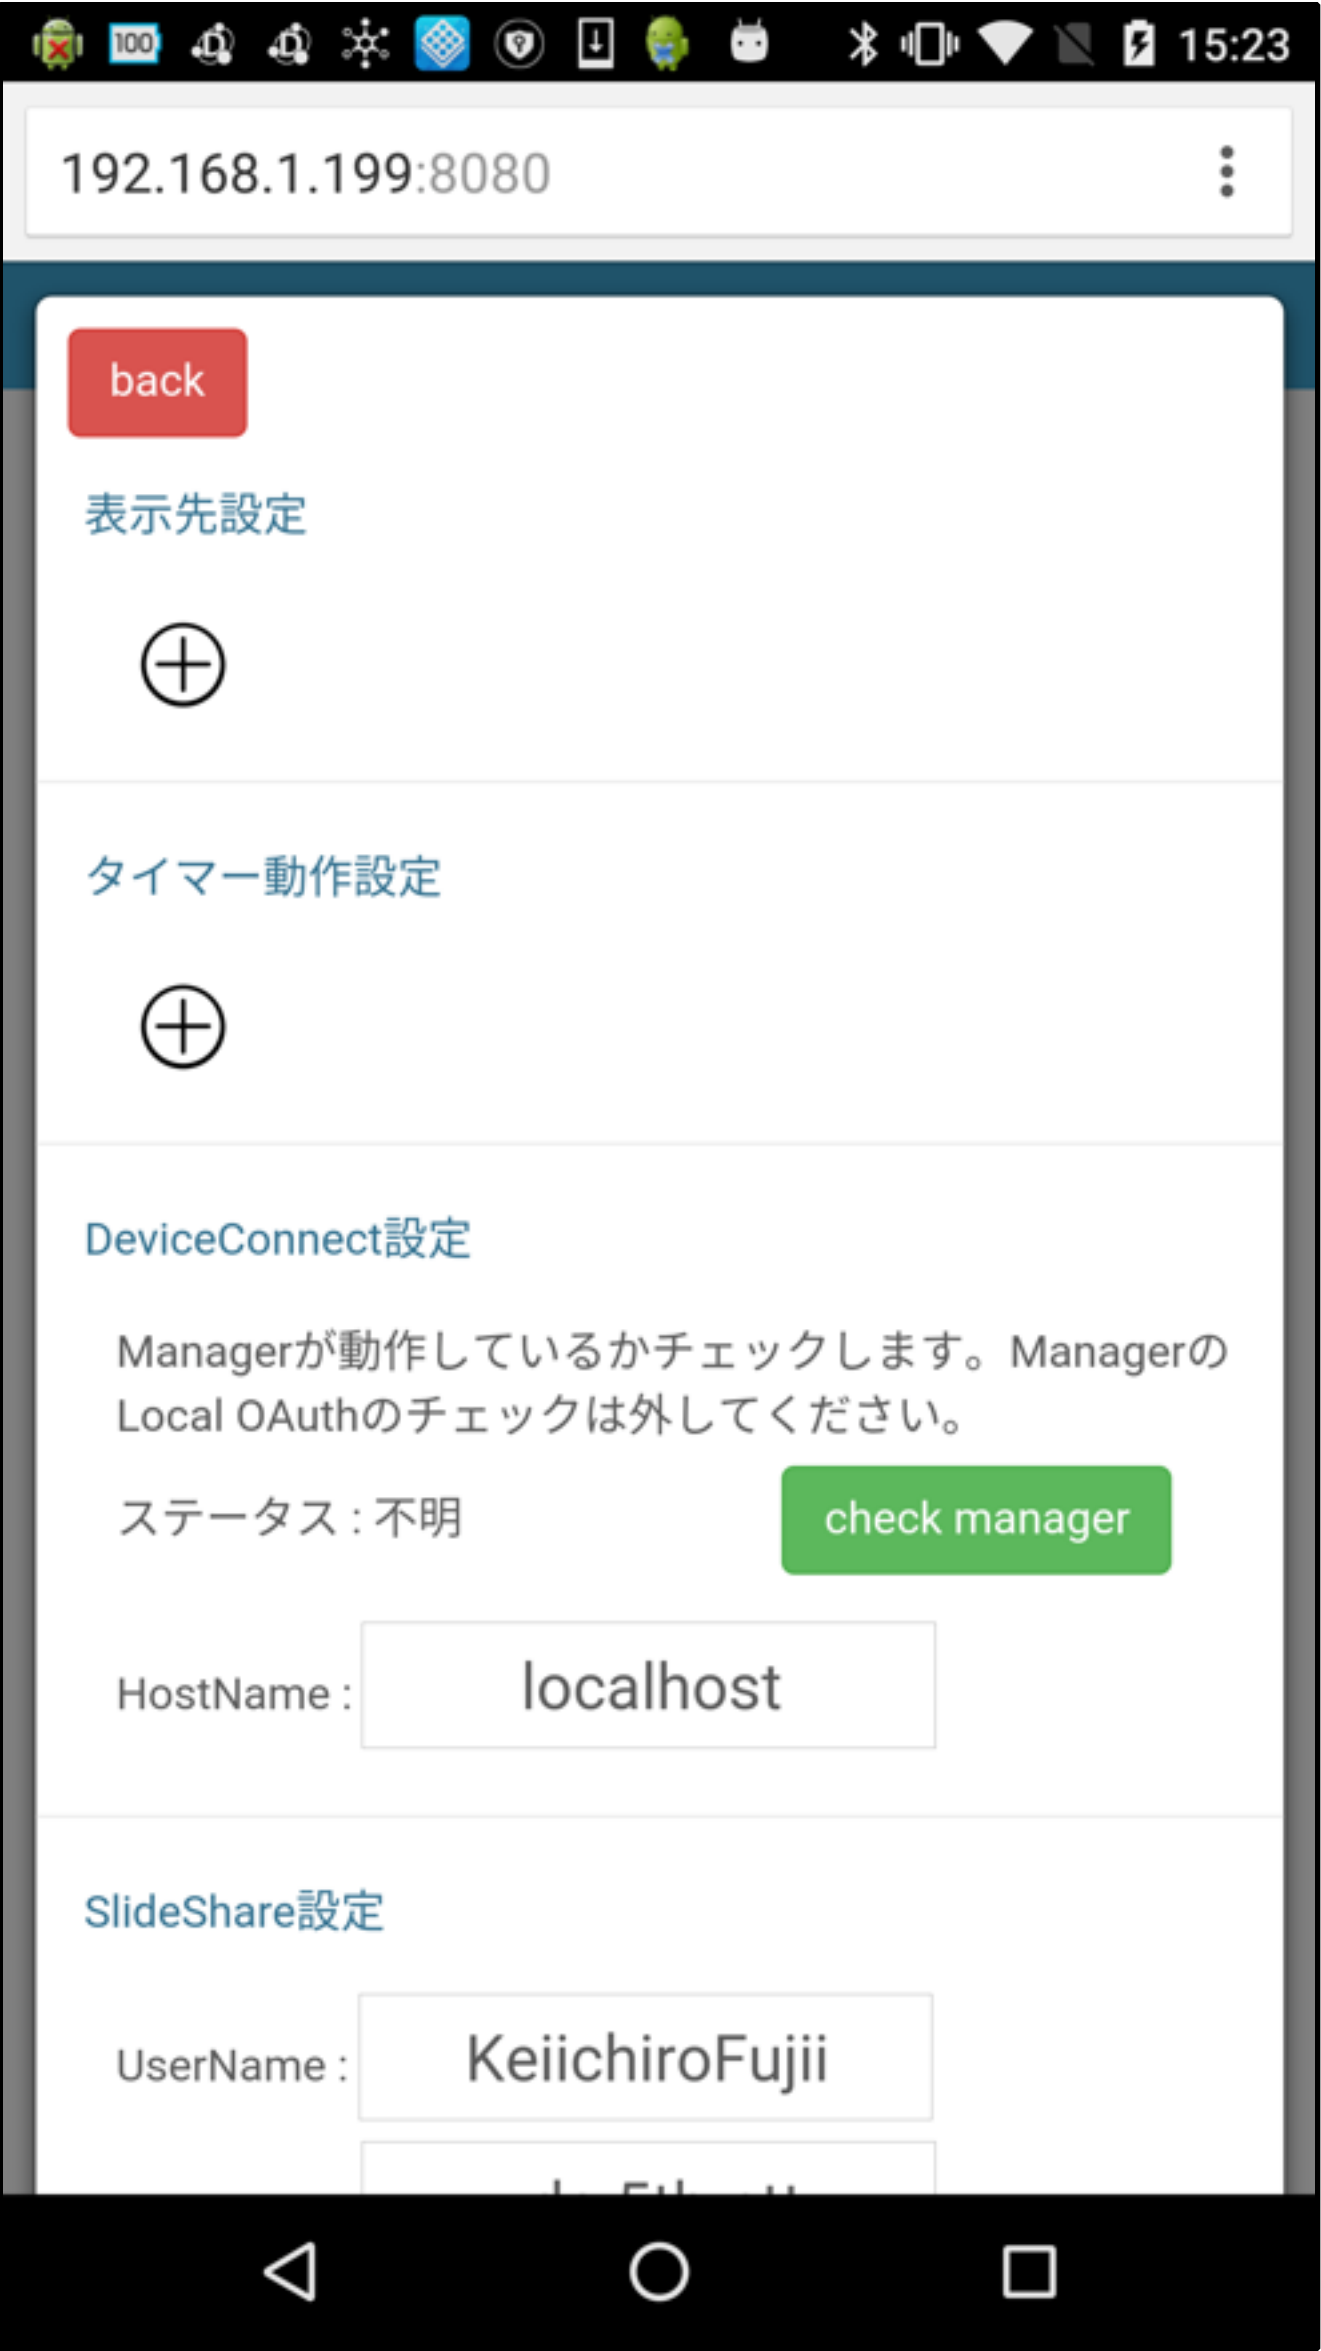 100
15:23
192.168.1.199:8080
back
表示先設定
タイマー動作設定
DeviceConnect設定
Managerが動作しているかチェックします。Managerの
Local OAuthのチェックは外してください。
ステータス : 不明
check manager
HostName :
localhost
SlideShare設定
UserName :
KeiichiroFujii